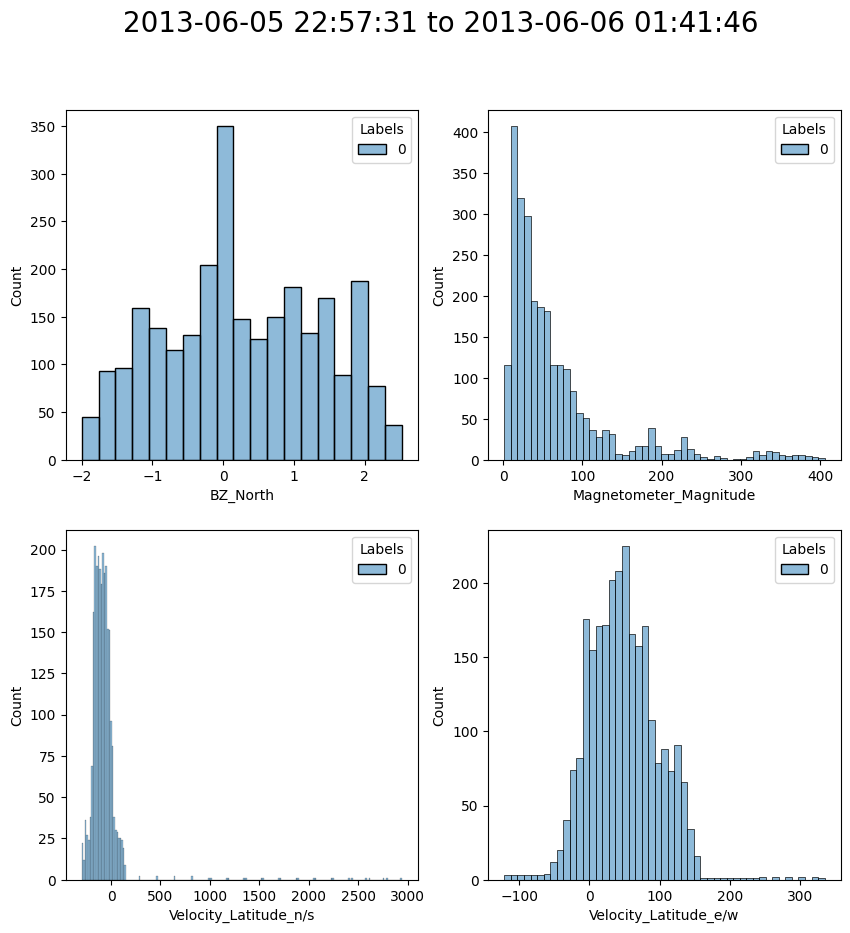 2013-06-05 22:57:31 to 2013-06-06 01:41:46
Labels
0
350
300
250
200
150
100
50
0
Count
−2 −1 0 1 2
BZ_North
Labels
0
400
350
300
250
200
150
100
50
0
Count
0 100 200 300 400
Magnetometer_Magnitude
Labels
0
200
175
150
125
100
75
50
25
0
Count
0 500 1000 1500 2000 2500 3000
Velocity_Latitude_n/s
Labels
0
200
150
100
50
0
Count
−100 0 100 200 300
Velocity_Latitude_e/w